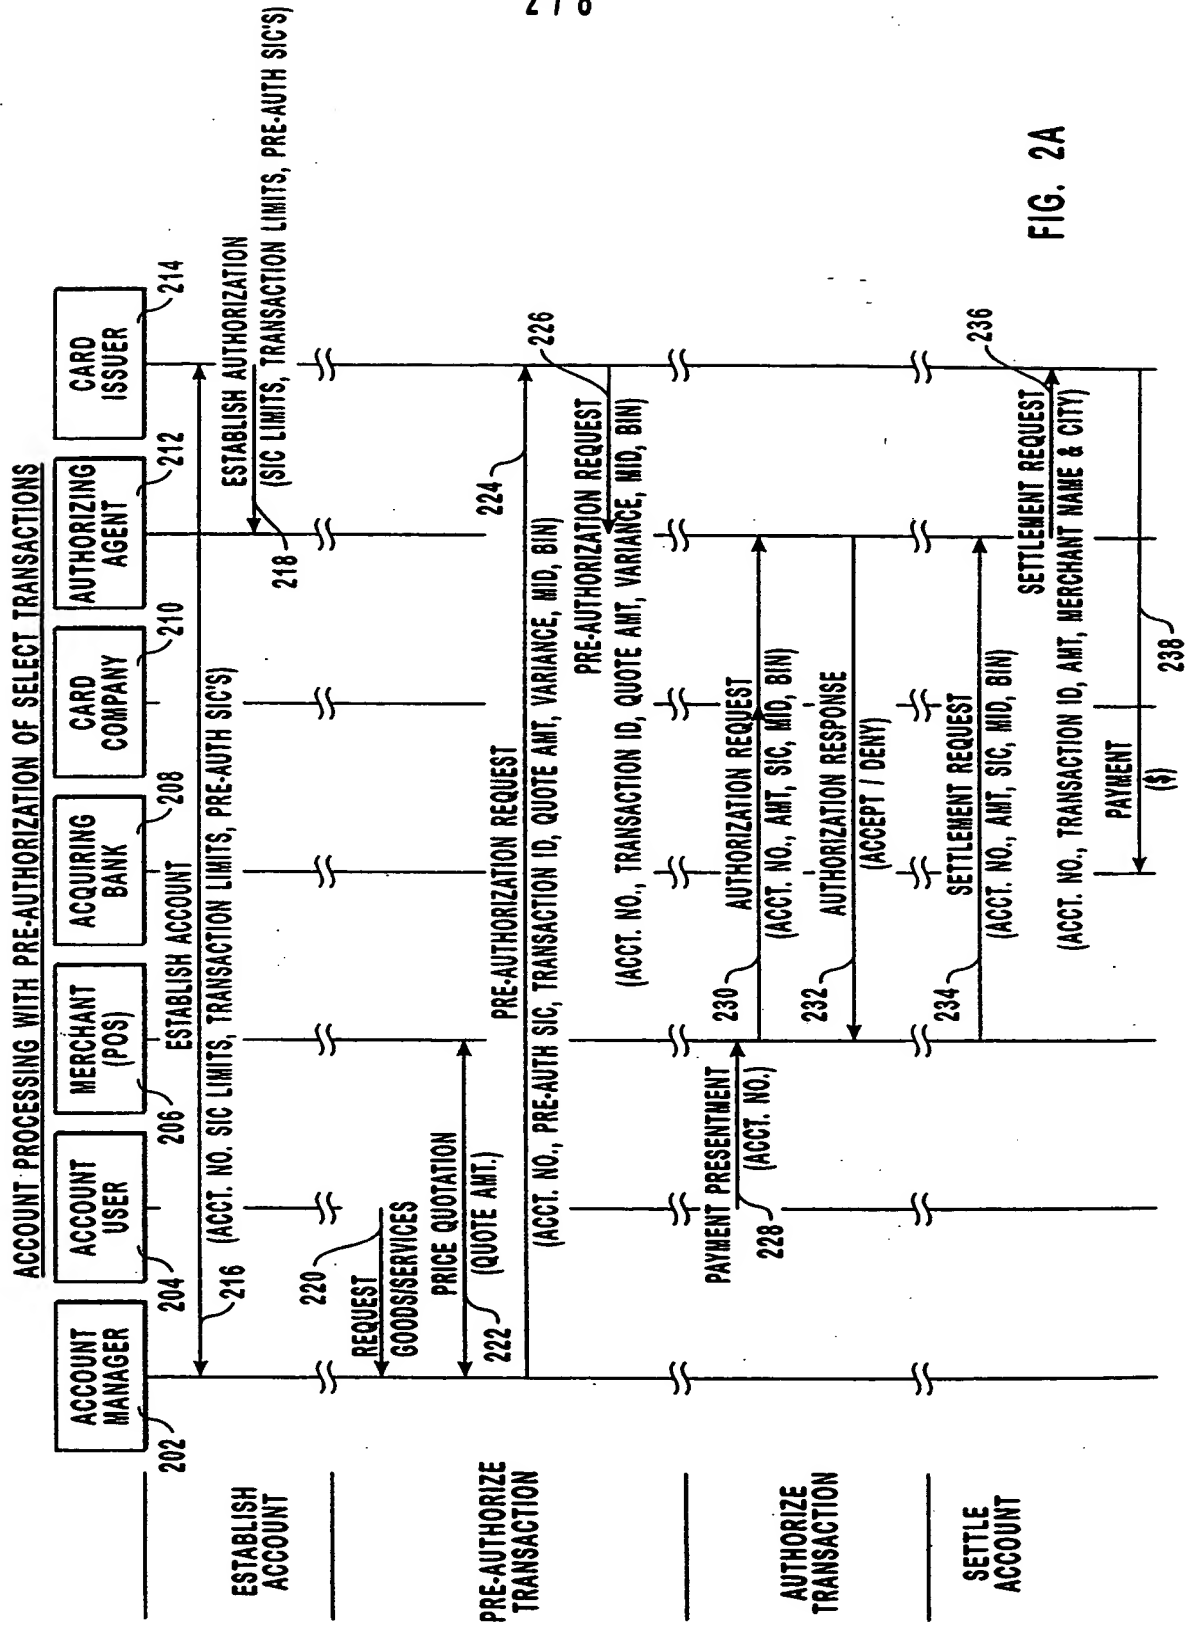 2 / 8
ACCOUNT PROCESSING WITH PRE-AUTHORIZATION OF SELECT TRANSACTIONS
ACCOUNT
MANAGER
202
ACCOUNT
USER
204
MERCHANT
(POS)
206
ACQUIRING
BANK
208
CARD
COMPANY
210
AUTHORIZING
AGENT
212
CARD
ISSUER
214
ESTABLISH
ACCOUNT
216
ESTABLISH ACCOUNT
(ACCT. NO. SIC LIMITS, TRANSACTION LIMITS, PRE-AUTH SIC'S)
218
ESTABLISH AUTHORIZATION
(SIC LIMITS, TRANSACTION LIMITS, PRE-AUTH SIC'S)
PRE-AUTHORIZE
TRANSACTION
220
REQUEST
GOODS/SERVICES
PRICE QUOTATION
(QUOTE AMT.)
222
PRE-AUTHORIZATION REQUEST
224
(ACCT. NO., PRE-AUTH SIC, TRANSACTION ID, QUOTE AMT, VARIANCE, MID, BIN)
226
PRE-AUTHORIZATION REQUEST
(ACCT. NO., TRANSACTION ID, QUOTE AMT, VARIANCE, MID, BIN)
AUTHORIZE
TRANSACTION
PAYMENT PRESENTMENT
(ACCT. NO.)
228
230
AUTHORIZATION REQUEST
(ACCT. NO., AMT, SIC, MID, BIN)
232
AUTHORIZATION RESPONSE
(ACCEPT / DENY)
SETTLE
ACCOUNT
234
SETTLEMENT REQUEST
(ACCT. NO., AMT, SIC, MID, BIN)
236
SETTLEMENT REQUEST
(ACCT. NO., TRANSACTION ID, AMT, MERCHANT NAME & CITY)
PAYMENT
($)
238
FIG. 2A